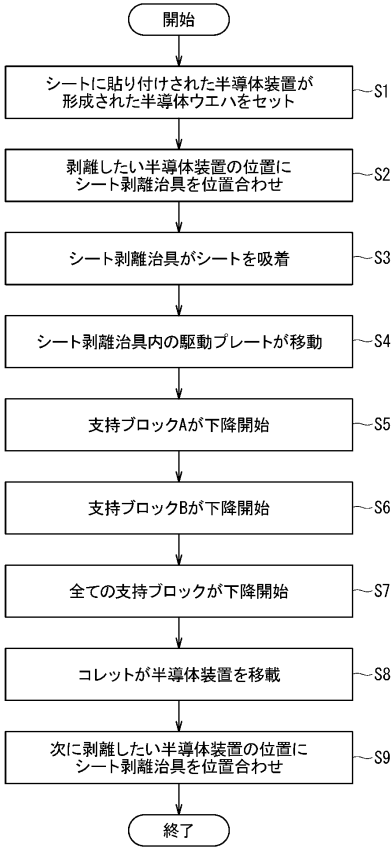 開始
シートに貼り付けされた半導体装置が
形成された半導体ウエハをセット
S1
剥離したい半導体装置の位置に
シート剥離治具を位置合わせ
S2
シート剥離治具がシートを吸着
S3
シート剥離治具内の駆動プレートが移動
S4
支持ブロックAが下降開始
S5
支持ブロックBが下降開始
S6
全ての支持ブロックが下降開始
S7
コレットが半導体装置を移載
S8
次に剥離したい半導体装置の位置に
シート剥離治具を位置合わせ
S9
終了